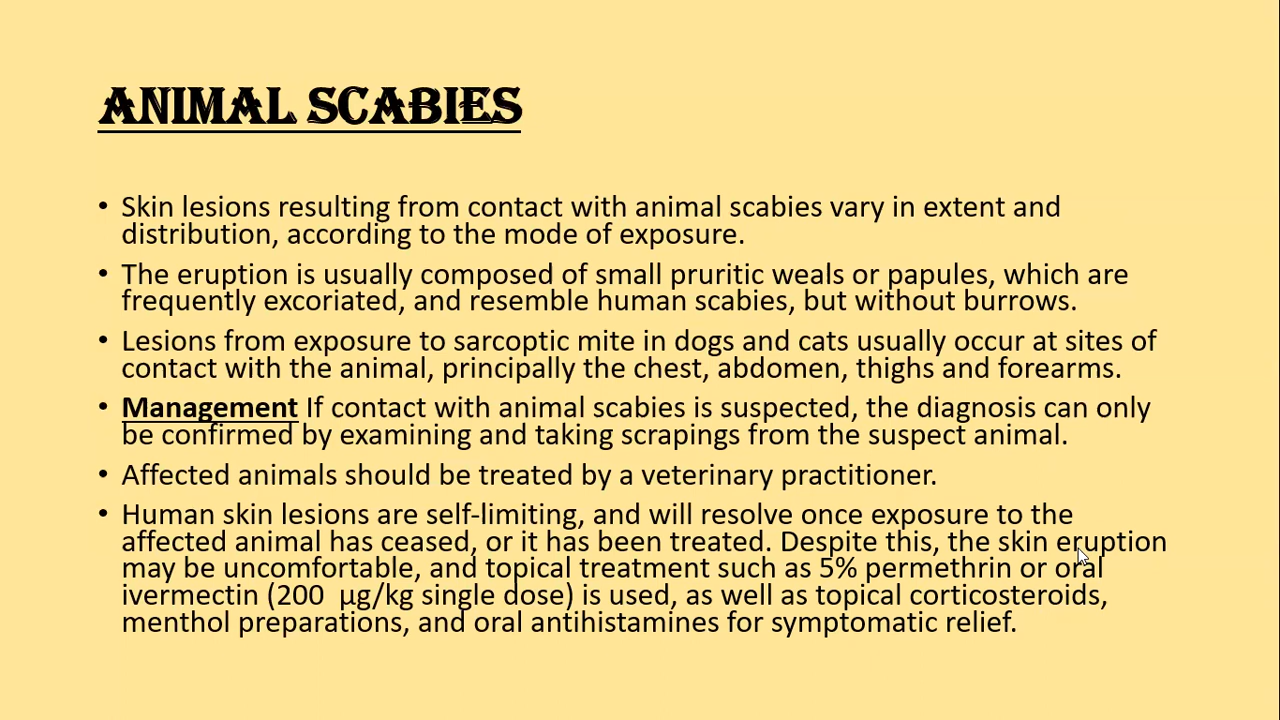 ANIMAL SCABIES
• Skin lesions resulting from contact with animal scabies vary in extent and
distribution, according to the mode of exposure.
• The eruption is usually composed of small pruritic weals or papules, which are
frequently excoriated, and resemble human scabies, but without burrows.
• Lesions from exposure to sarcoptic mite in dogs and cats usually occur at sites of
contact with the animal, principally the chest, abdomen, thighs and forearms.
• Management If contact with animal scabies is suspected, the diagnosis can only
be confirmed by examining and taking scrapings from the suspect animal.
• Affected animals should be treated by a veterinary practitioner.
• Human skin lesions are self-limiting, and will resolve once exposure to the
affected animal has ceased, or it has been treated. Despite this, the skin eruption
may be uncomfortable, and topical treatment such as 5% permethrin or oral
ivermectin (200 μg/kg single dose) is used, as well as topical corticosteroids,
menthol preparations, and oral antihistamines for symptomatic relief.